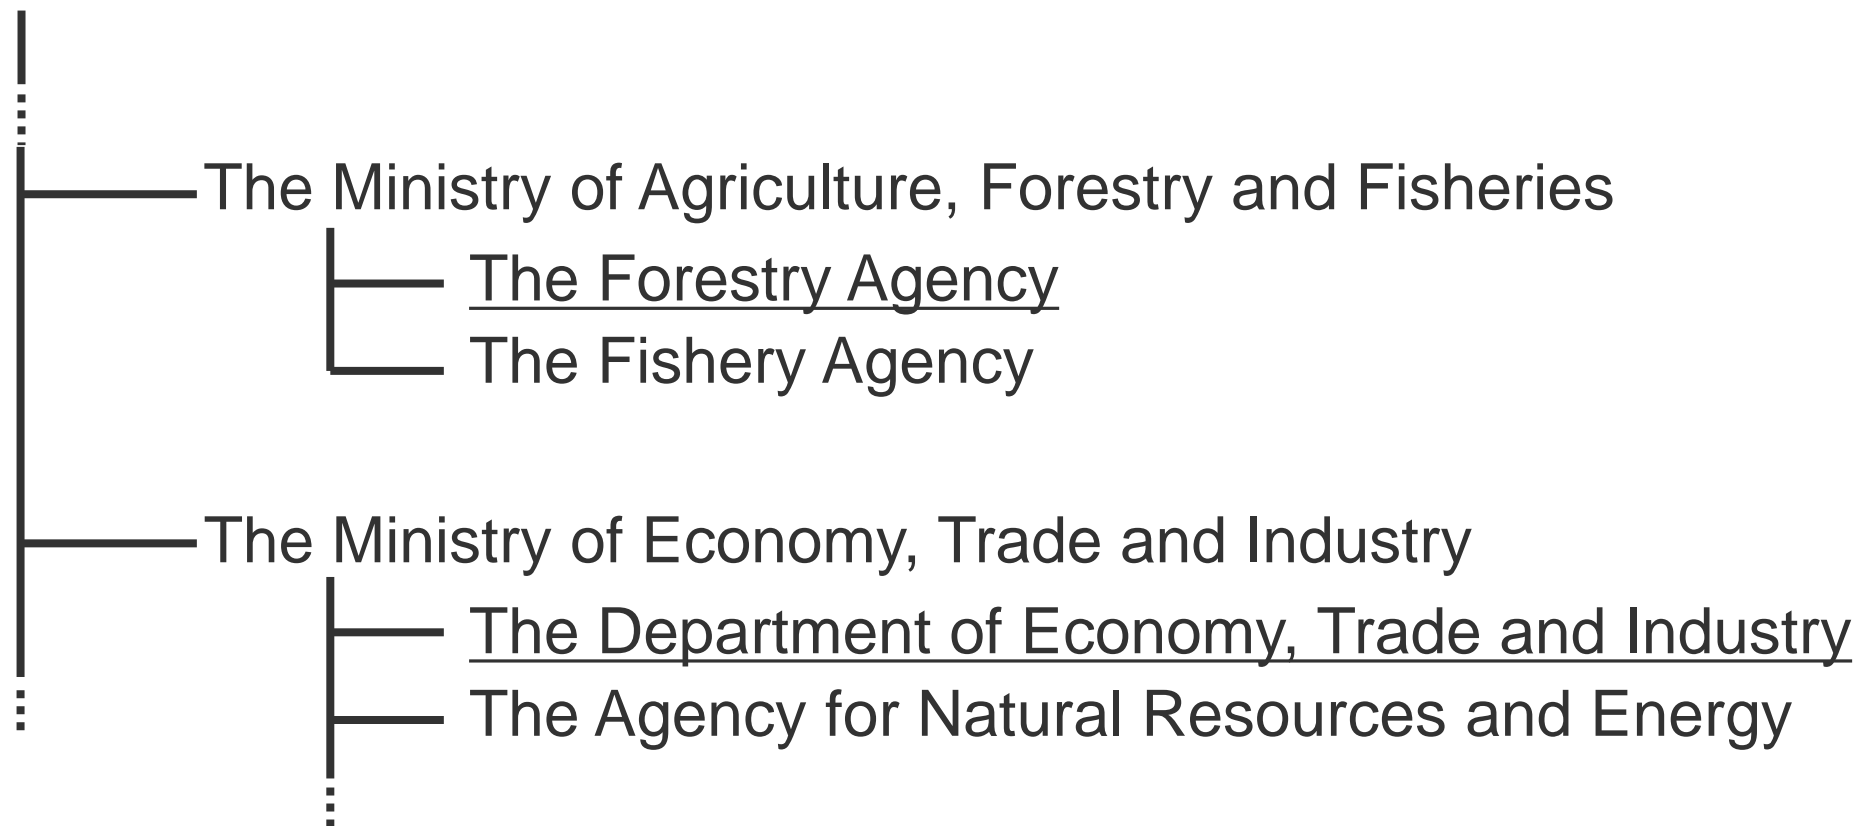 The Ministry of Agriculture, Forestry and Fisheries
The Forestry Agency
The Fishery Agency
The Ministry of Economy, Trade and Industry
The Department of Economy, Trade and Industry
The Agency for Natural Resources and Energy